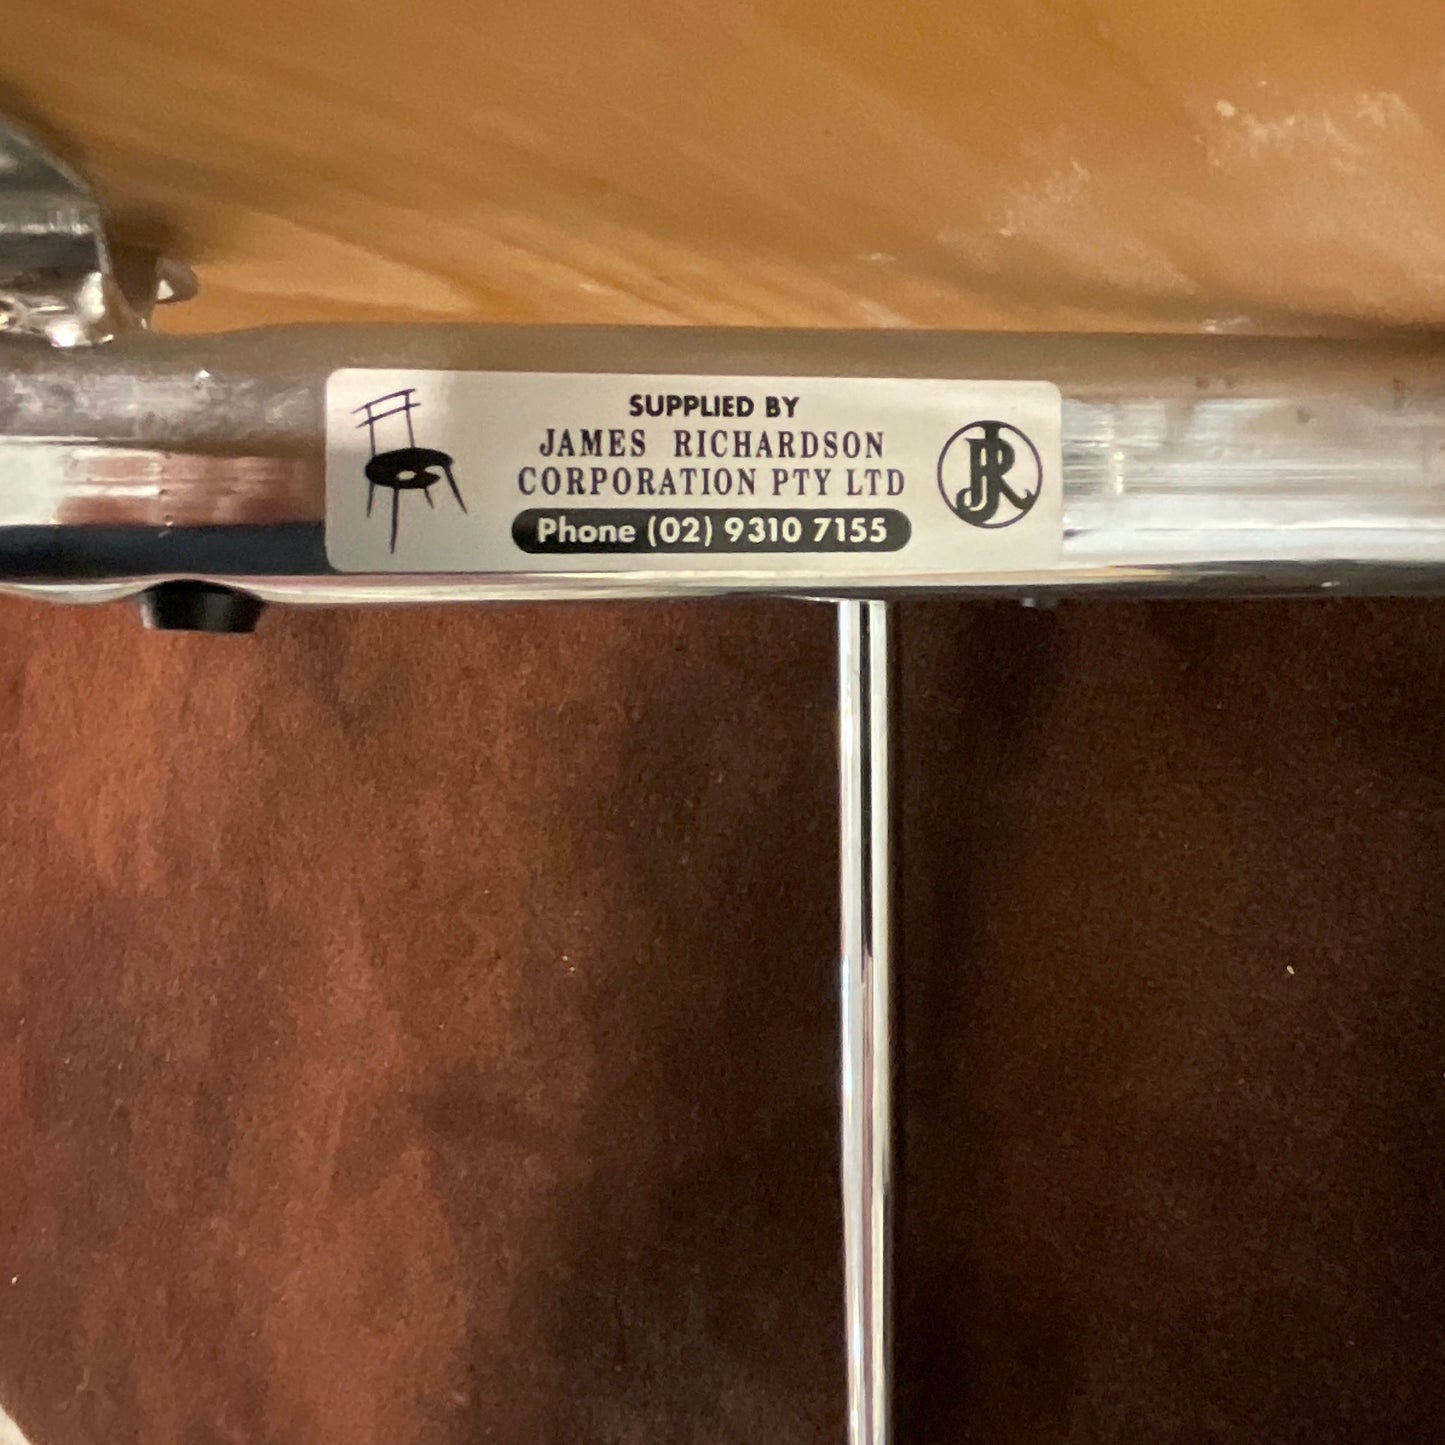 SUPPLIED BY
JAMES RICHARDSON
CORPORATION PTY LTD
Phone (02) 9310 7155
JR